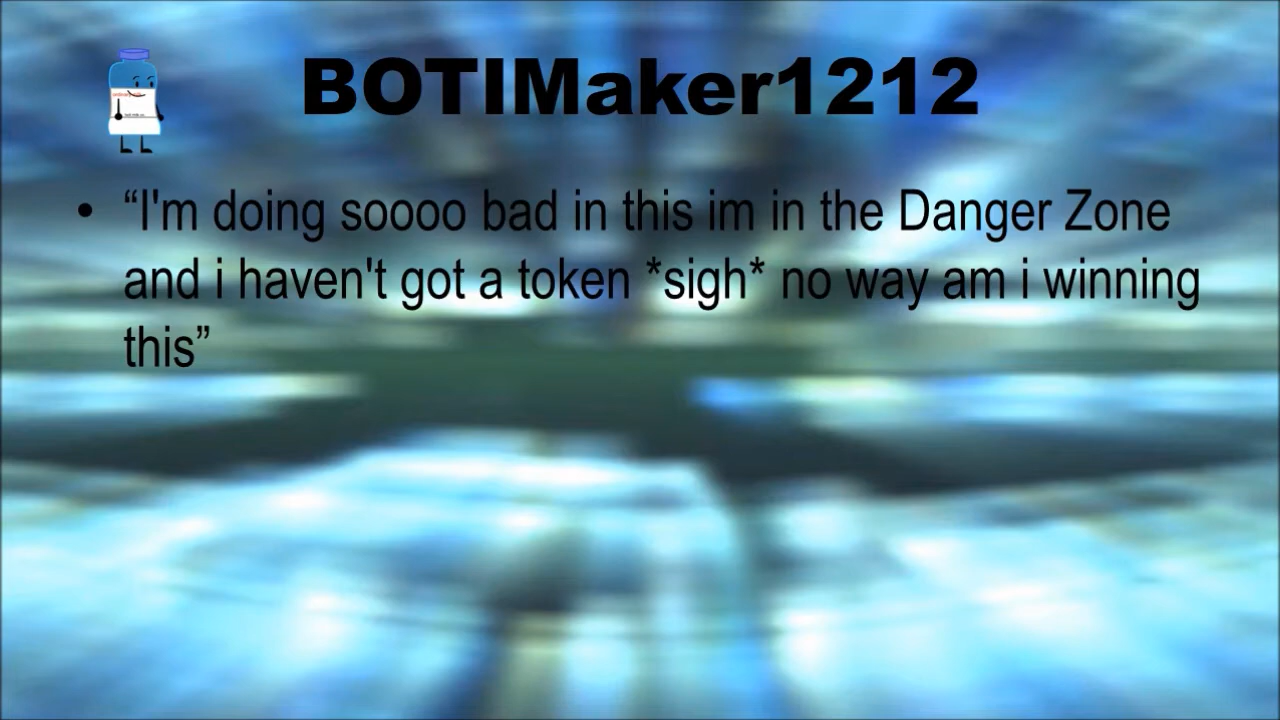 BOTIMaker1212
• “I'm doing soooo bad in this im in the Danger Zone
and i haven't got a token *sigh* no way am i winning
this”